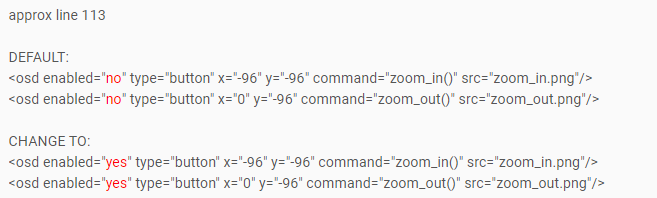 approx line 113
DEFAULT:
<osd enabled="no" type="button" x="-96" y="-96" command="zoom_in()" src="zoom_in.png"/>
<osd enabled="no" type="button" x="0" y="-96" command="zoom_out()" src="zoom_out.png"/>
CHANGE TO:
<osd enabled="yes" type="button" x="-96" y="-96" command="zoom_in()" src="zoom_in.png"/>
<osd enabled="yes" type="button" x="0" y="-96" command="zoom_out()" src="zoom_out.png"/>